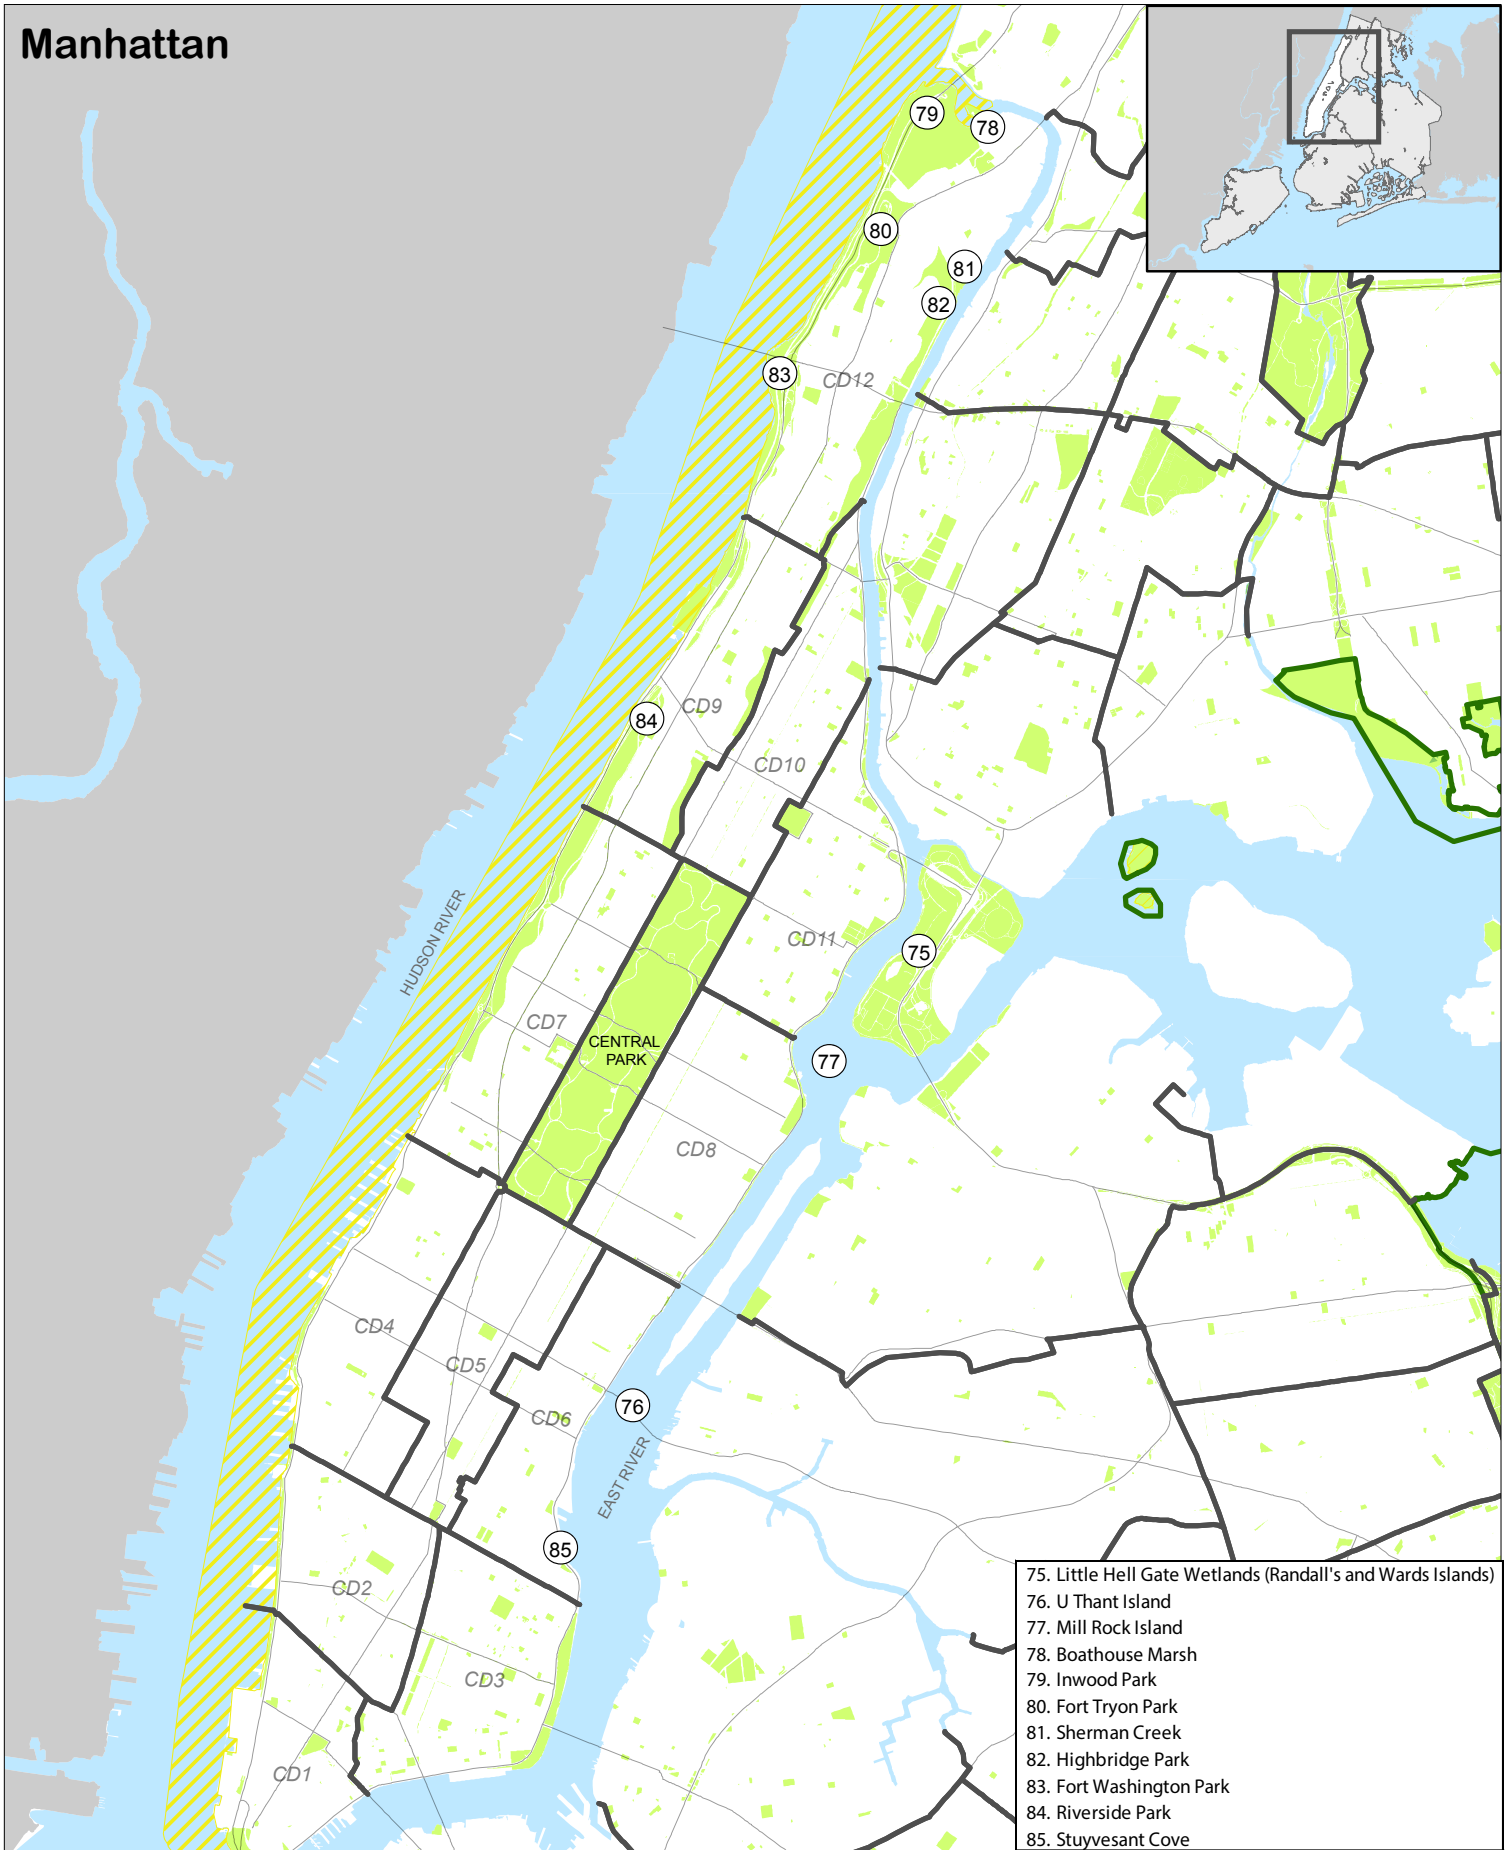 Manhattan
79
78
80
81
82
83
CD12
84
CD9
CD10
HUDSON RIVER
CD11
75
CD7
CENTRAL
PARK
77
CD8
CD4
CD5
76
CD6
EAST RIVER
85
CD2
CD3
CD1
75. Little Hell Gate Wetlands (Randall's and Wards Islands)
76. U Thant Island
77. Mill Rock Island
78. Boathouse Marsh
79. Inwood Park
80. Fort Tryon Park
81. Sherman Creek
82. Highbridge Park
83. Fort Washington Park
84. Riverside Park
85. Stuyvesant Cove